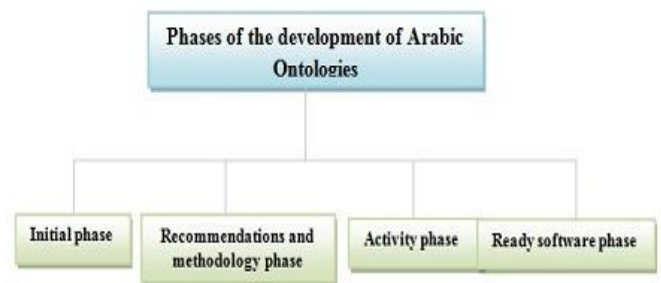 Phases of the development of Arabic
Ontologies
Initial phase
Recommendations and
methodology phase
Activity phase
Ready software phase